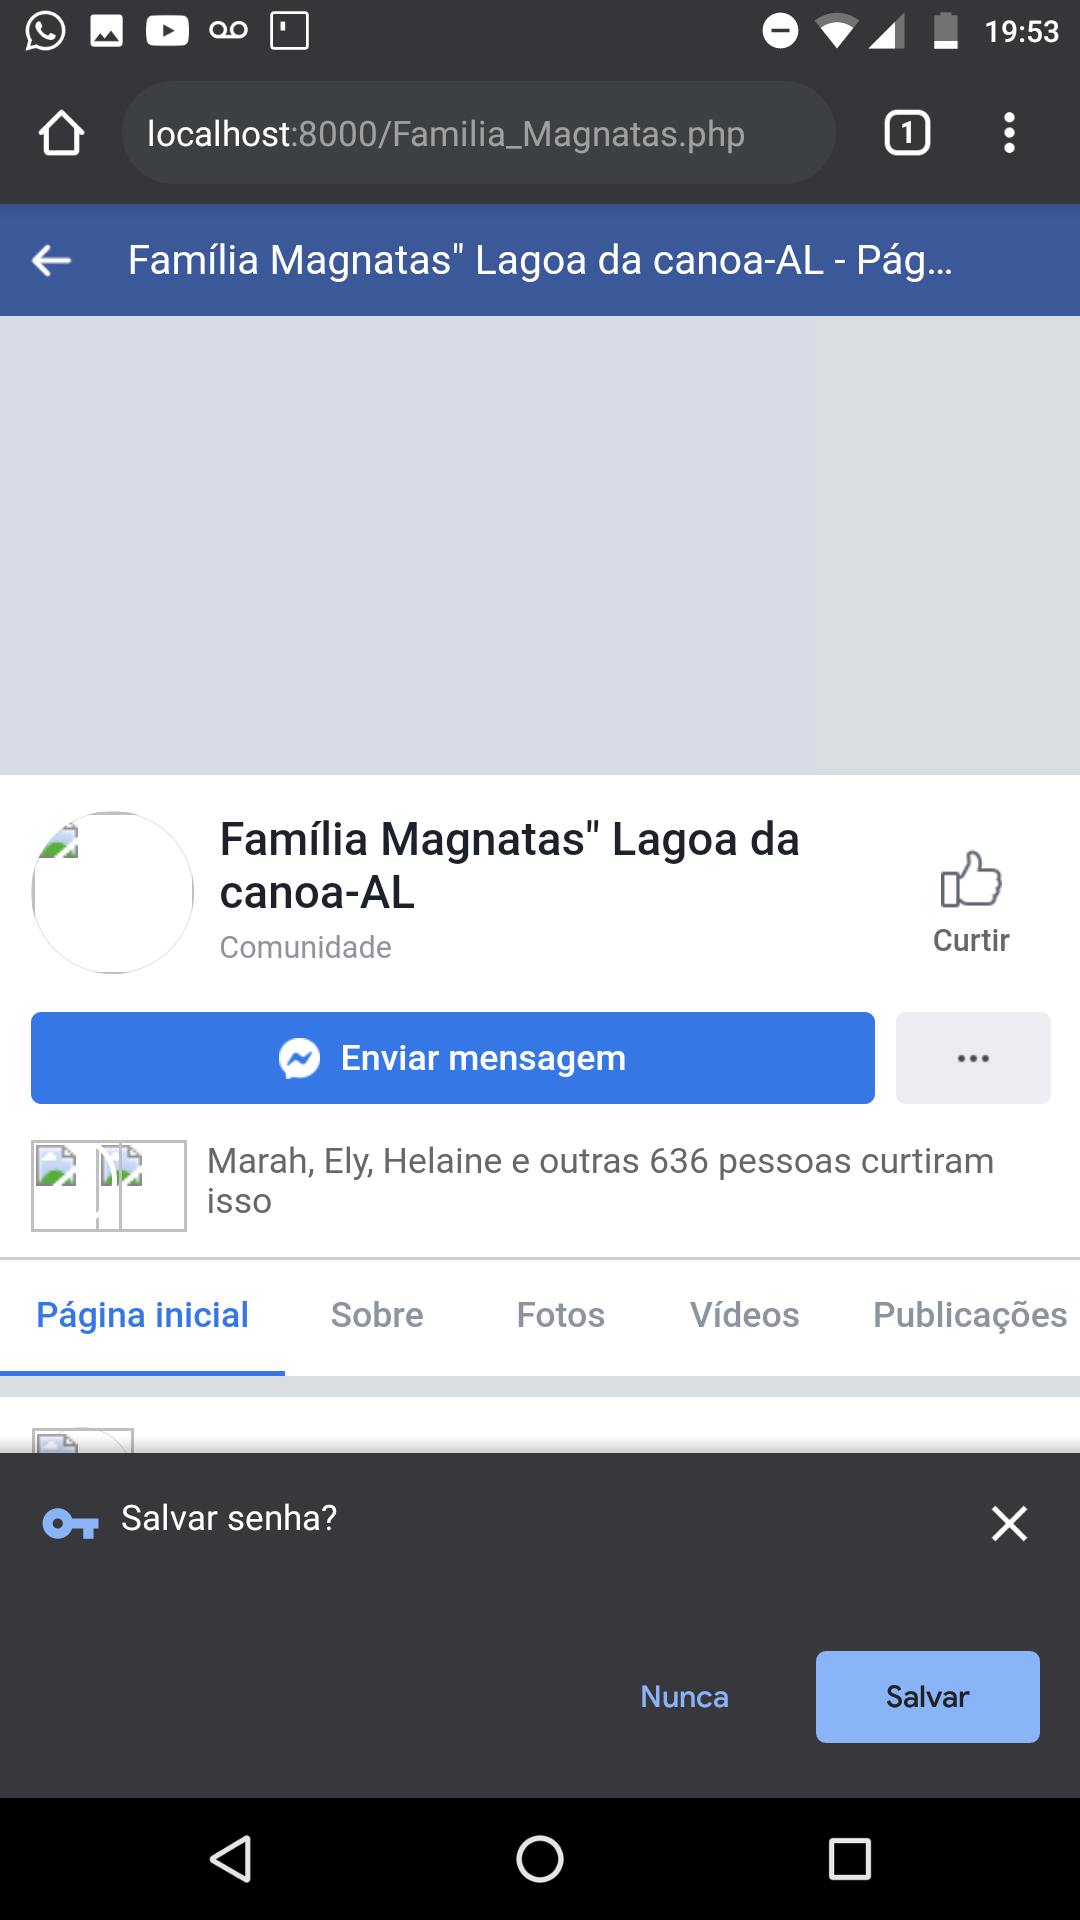 19:53
localhost:8000/Familia_Magnatas.php
1
Família Magnatas" Lagoa da canoa-AL - Pág...
Família Magnatas" Lagoa da
canoa-AL
Comunidade
Curtir
Enviar mensagem
Marah, Ely, Helaine e outras 636 pessoas curtiram
isso
Página inicial
Sobre
Fotos
Vídeos
Publicações
Salvar senha?
Nunca
Salvar